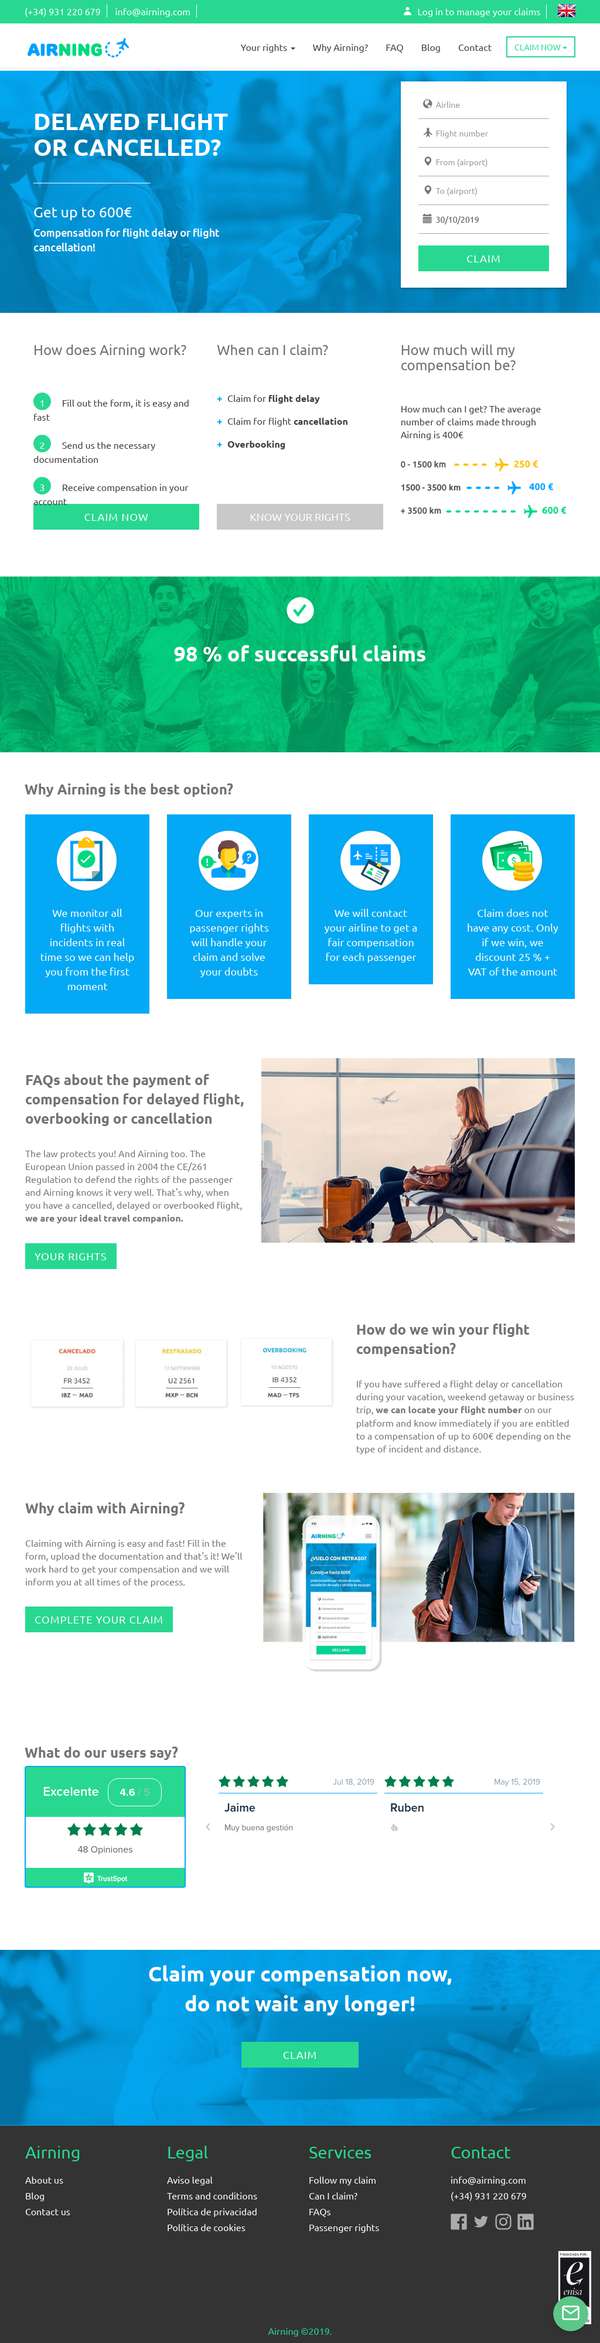 (+34) 931 220 679
info@airning.com
Log in to manage your claims
AIRNING
Your rights
Why Airning?
FAQ
Blog
Contact
CLAIM NOW
DELAYED FLIGHT
OR CANCELLED?
Get up to 600€
Compensation for flight delay or flight
cancellation!
Airline
Flight number
From (airport)
To (airport)
30/10/2019
CLAIM
How does Airning work?
1 Fill out the form, it is easy and
fast
2 Send us the necessary
documentation
3 Receive compensation in your
account
CLAIM NOW
When can I claim?
+ Claim for flight delay
+ Claim for flight cancellation
+ Overbooking
KNOW YOUR RIGHTS
How much will my
compensation be?
How much can I get? The average
number of claims made through
Airning is 400€
0 - 1500 km 250 €
1500 - 3500 km 400 €
+ 3500 km 600 €
98 % of successful claims
Why Airning is the best option?
We monitor all
flights with
incidents in real
time so we can help
you from the first
moment
Our experts in
passenger rights
will handle your
claim and solve
your doubts
We will contact
your airline to get a
fair compensation
for each passenger
Claim does not
have any cost. Only
if we win, we
discount 25 % +
VAT of the amount
FAQs about the payment of
compensation for delayed flight,
overbooking or cancellation
The law protects you! And Airning too. The
European Union passed in 2004 the CE/261
Regulation to defend the rights of the passenger
and Airning knows it very well. That's why, when
you have a cancelled, delayed or overbooked flight,
we are your ideal travel companion.
YOUR RIGHTS
CANCELADO
FR 3452
IBZ — MAD
RESTRASADO
U2 2561
MXP — BCN
OVERBOOKING
IB 4352
MAD — TFS
How do we win your flight
compensation?
If you have suffered a flight delay or cancellation
during your vacation, weekend getaway or business
trip, we can locate your flight number on our
platform and know immediately if you are entitled
to a compensation of up to 600€ depending on the
type of incident and distance.
Why claim with Airning?
Claiming with Airning is easy and fast! Fill in the
form, upload the documentation and that's it! We'll
work hard to get your compensation and we will
inform you at all times of the process.
COMPLETE YOUR CLAIM
AIRNING
¿VUELO CON RETRASO?
Consigue hasta 600€
What do our users say?
Excelente 4.6 / 5
48 Opiniones
TrustSpot
Jul 18, 2019
Jaime
Muy buena gestión
May 15, 2019
Ruben
Claim your compensation now,
do not wait any longer!
CLAIM
Airning
About us
Blog
Contact us
Legal
Aviso legal
Terms and conditions
Política de privacidad
Política de cookies
Services
Follow my claim
Can I claim?
FAQs
Passenger rights
Contact
info@airning.com
(+34) 931 220 679
e
enisa
Airning ©2019.